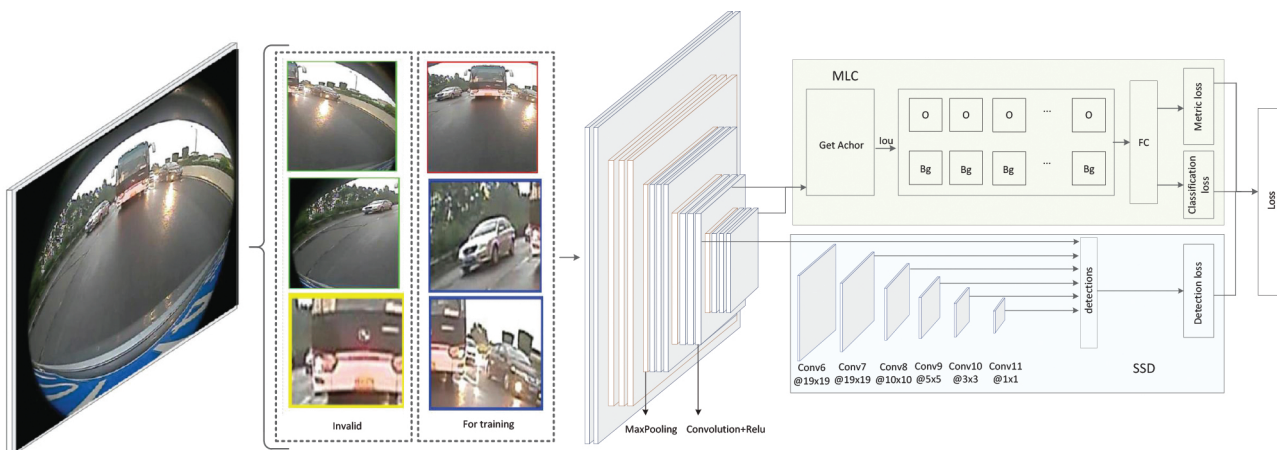 Invalid
For training
MaxPooling
Convolution+Relu
MLC
Get Achor
Iou
O
O
O
...
O
Bg
Bg
Bg
...
Bg
FC
Metric loss
Classification
loss
Loss
Conv6
@19x19
Conv7
@19x19
Conv8
@10x10
Conv9
@5x5
Conv10
@3x3
Conv11
@1x1
detections
Detection loss
SSD